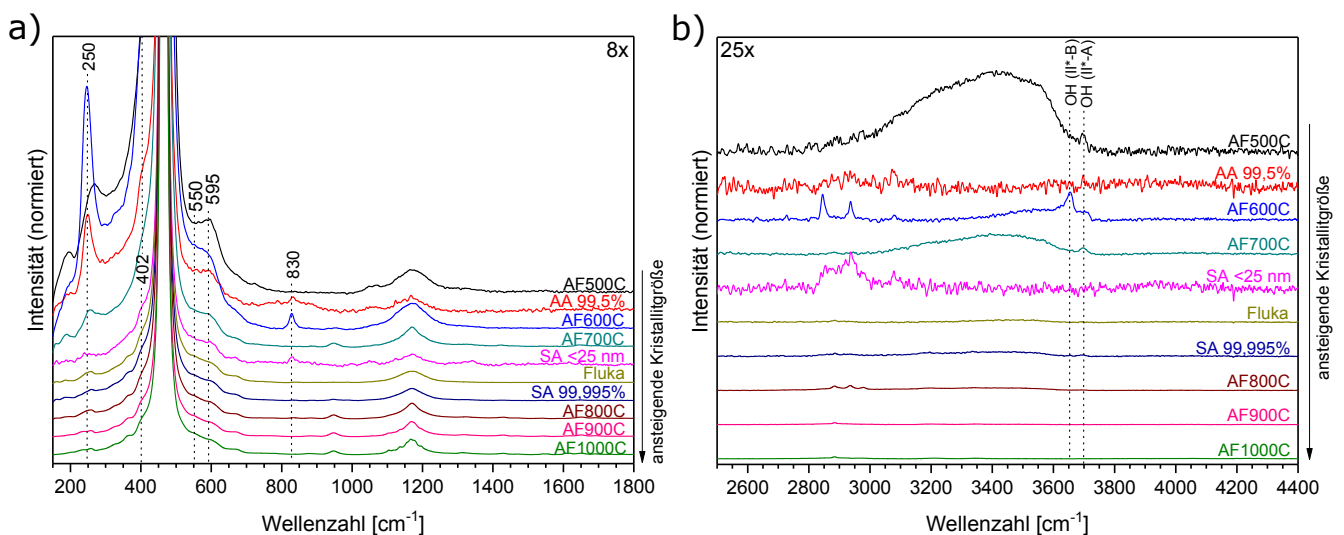 a)
8x
250
402
550
595
830
AF500C
AA 99,5%
AF600C
AF700C
SA <25 nm
Fluka
SA 99,995%
AF800C
AF900C
AF1000C
Intensität (normiert)
ansteigende Kristallitgröße
200 400 600 800 1000 1200 1400 1600 1800
Wellenzahl [cm⁻¹]
b)
25x
OH (II*-B)
OH (II*-A)
AF500C
AA 99,5%
AF600C
AF700C
SA <25 nm
Fluka
SA 99,995%
AF800C
AF900C
AF1000C
Intensität (normiert)
ansteigende Kristallitgröße
2600 2800 3000 3200 3400 3600 3800 4000 4200 4400
Wellenzahl [cm⁻¹]